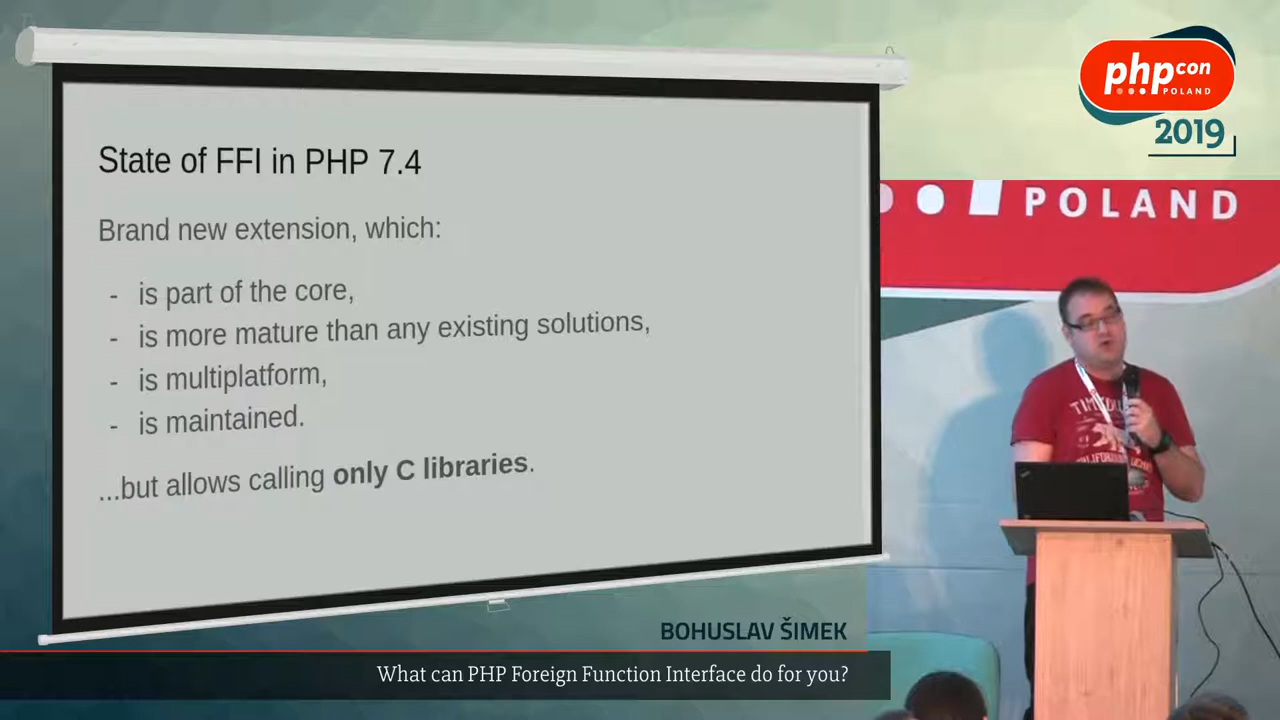 State of FFI in PHP 7.4
Brand new extension, which:
- is part of the core,
- is more mature than any existing solutions,
- is multiplatform,
- is maintained.
...but allows calling only C libraries.
php con
POLAND
2019
POLAND
BOHUSLAV ŠIMEK
What can PHP Foreign Function Interface do for you?